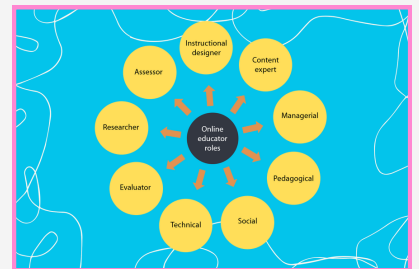 Instructional
designer
Content
expert
Managerial
Pedagogical
Social
Technical
Evaluator
Researcher
Assessor
Online
educator
roles